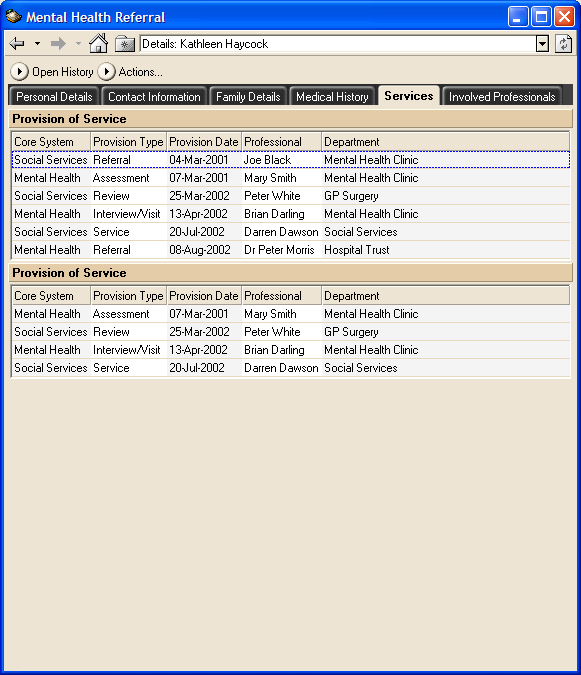 Mental Health Referral
Details: Kathleen Haycock
Open History Actions...
Personal Details Contact Information Family Details Medical History Services Involved Professionals
Provision of Service
Core System Provision Type Provision Date Professional Department
Social Services Referral 04-Mar-2001 Joe Black Mental Health Clinic
Mental Health Assessment 07-Mar-2001 Mary Smith Mental Health Clinic
Social Services Review 25-Mar-2002 Peter White GP Surgery
Mental Health Interview/Visit 13-Apr-2002 Brian Darling Mental Health Clinic
Social Services Service 20-Jul-2002 Darren Dawson Social Services
Mental Health Referral 08-Aug-2002 Dr Peter Morris Hospital Trust
Provision of Service
Core System Provision Type Provision Date Professional Department
Mental Health Assessment 07-Mar-2001 Mary Smith Mental Health Clinic
Social Services Review 25-Mar-2002 Peter White GP Surgery
Mental Health Interview/Visit 13-Apr-2002 Brian Darling Mental Health Clinic
Social Services Service 20-Jul-2002 Darren Dawson Social Services